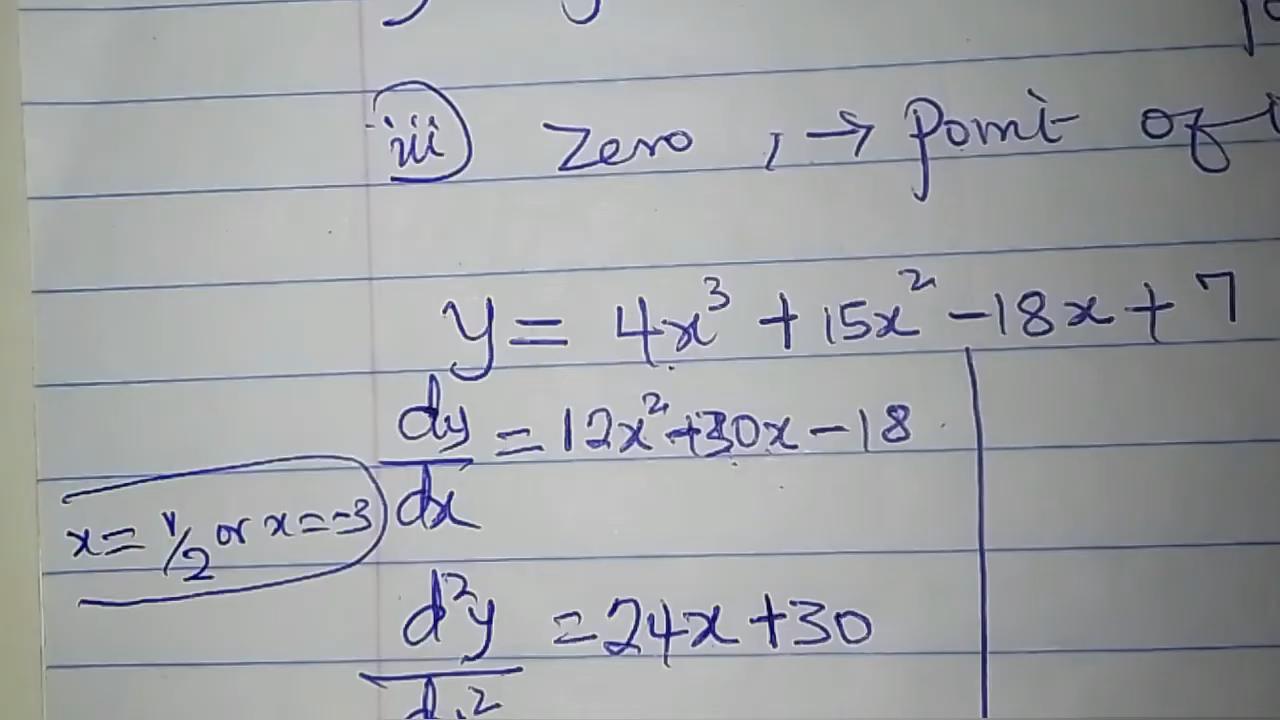 iii) Zero, → Point of
y = 4x³ + 15x² - 18x + 7
dy/dx = 12x² + 30x - 18
x = 1/2 or x = -3
d²y/dx² = 24x + 30